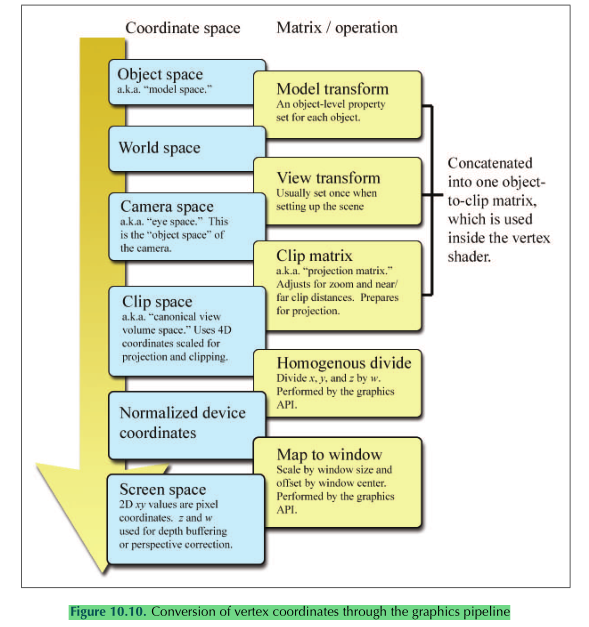 Coordinate space
Matrix / operation
Object space
a.k.a. “model space.”
Model transform
An object-level property
set for each object.
World space
View transform
Usually set once when
setting up the scene
Camera space
a.k.a. “eye space.” This
is the “object space” of
the camera.
Clip matrix
a.k.a. “projection matrix.”
Adjusts for zoom and near/
far clip distances. Prepares
for projection.
Concatenated
into one object-
to-clip matrix,
which is used
inside the vertex
shader.
Clip space
a.k.a. “canonical view
volume space.” Uses 4D
coordinates scaled for
projection and clipping.
Homogenous divide
Divide x, y, and z by w.
Performed by the graphics
API.
Normalized device
coordinates
Map to window
Scale by window size and
offset by window center.
Performed by the graphics
API.
Screen space
2D xy values are pixel
coordinates. z and w
used for depth buffering
or perspective correction.
Figure 10.10. Conversion of vertex coordinates through the graphics pipeline